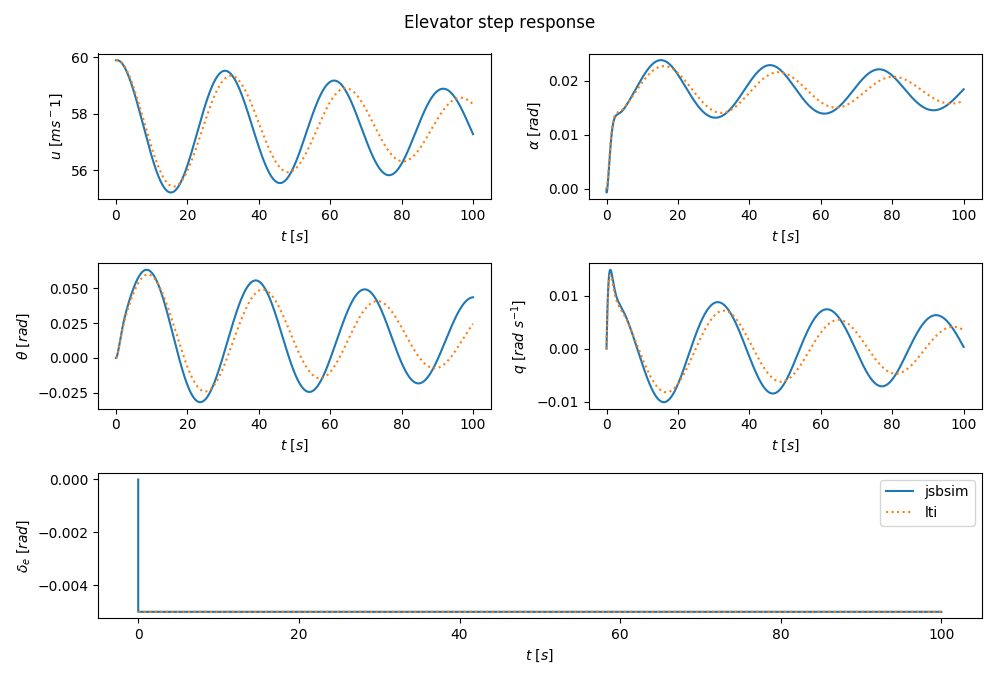 Elevator step response
u [ms⁻1]
60
58
56
0 20 40 60 80 100
t [s]
α [rad]
0.02
0.01
0.00
0 20 40 60 80 100
t [s]
θ [rad]
0.050
0.025
0.000
−0.025
0 20 40 60 80 100
t [s]
q [rad s⁻¹]
0.01
0.00
−0.01
0 20 40 60 80 100
t [s]
δₑ [rad]
0.000
−0.002
−0.004
jsbsim
lti
0 20 40 60 80 100
t [s]